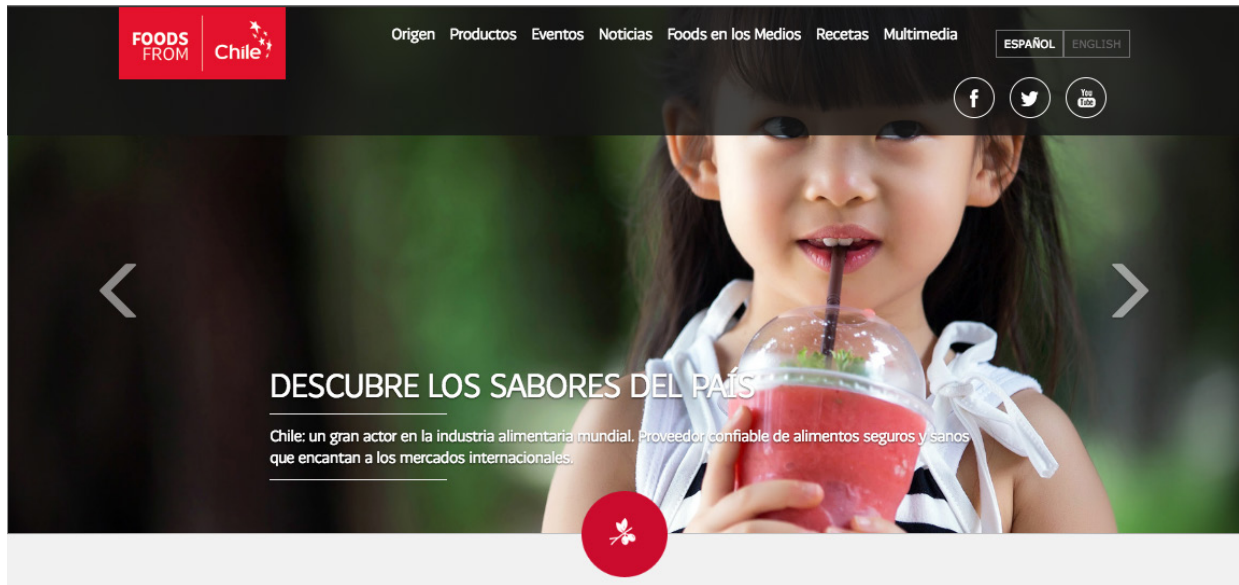 FOODS
FROM
Chile
Origen Productos Eventos Noticias Foods en los Medios Recetas Multimedia
ESPAÑOL ENGLISH
f
You
Tube
DESCUBRE LOS SABORES DEL PAÍS
Chile: un gran actor en la industria alimentaria mundial. Proveedor confiable de alimentos seguros y sanos
que encantan a los mercados internacionales.